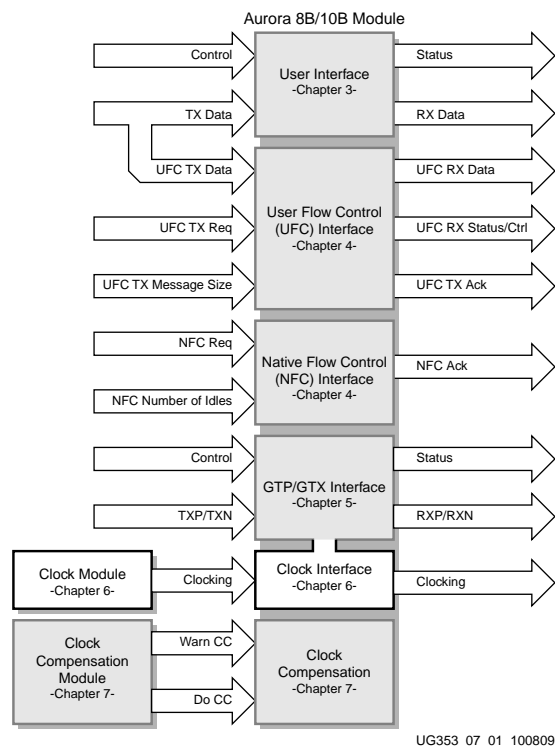 Aurora 8B/10B Module
Control
User Interface
-Chapter 3-
Status
TX Data
RX Data
UFC TX Data
UFC RX Data
User Flow Control
(UFC) Interface
-Chapter 4-
UFC TX Req
UFC RX Status/Ctrl
UFC TX Message Size
UFC TX Ack
NFC Req
Native Flow Control
(NFC) Interface
-Chapter 4-
NFC Ack
NFC Number of Idles
Control
Status
GTP/GTX Interface
-Chapter 5-
TXP/TXN
RXP/RXN
Clock Module
-Chapter 6-
Clocking
Clock Interface
-Chapter 6-
Clocking
Clock
Compensation
Module
-Chapter 7-
Warn CC
Do CC
Clock
Compensation
-Chapter 7-
UG353_07_01_100809